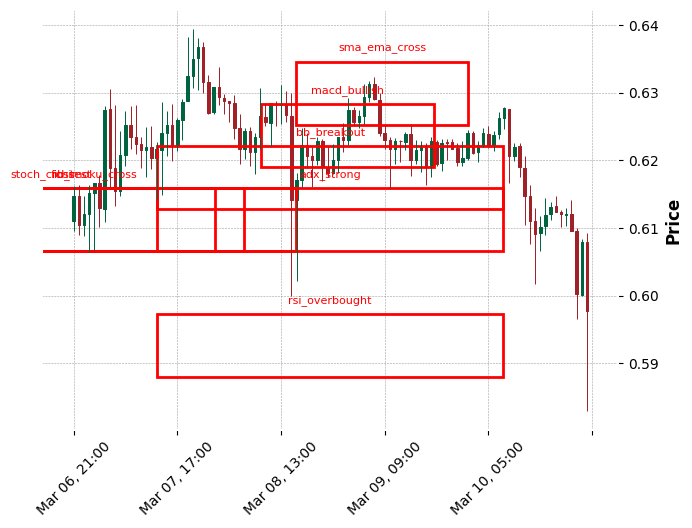 0.64
sma_ema_cross
0.63
macd_bullish
bb_breakout
0.62
adx_strong
0.61
Price
0.60
rsi_overbought
0.59
Mar 06, 21:00
Mar 07, 17:00
Mar 08, 13:00
Mar 09, 09:00
Mar 10, 05:00